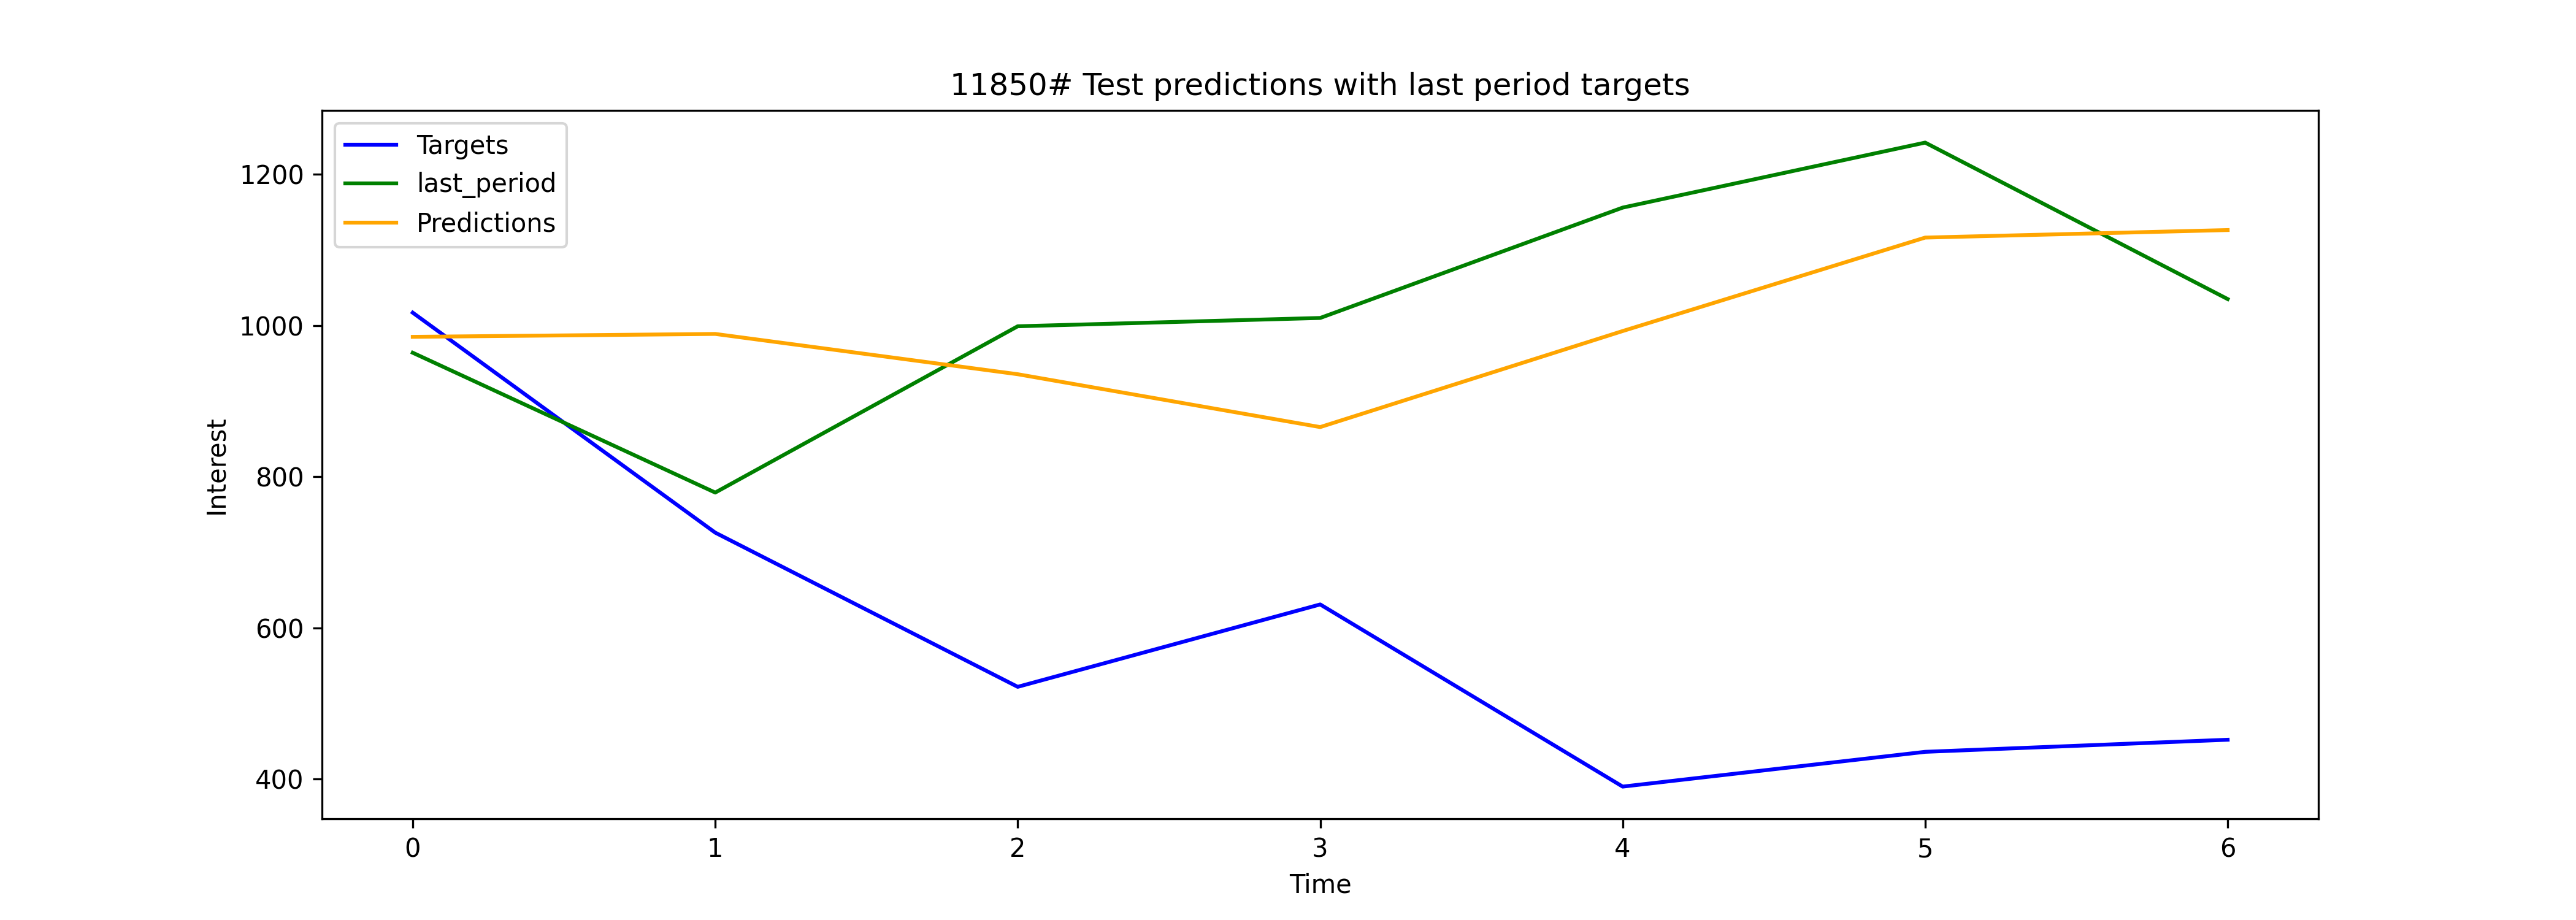 11850# Test predictions with last period targets
Targets
last_period
Predictions
1200
1000
800
600
400
Interest
0 1 2 3 4 5 6
Time